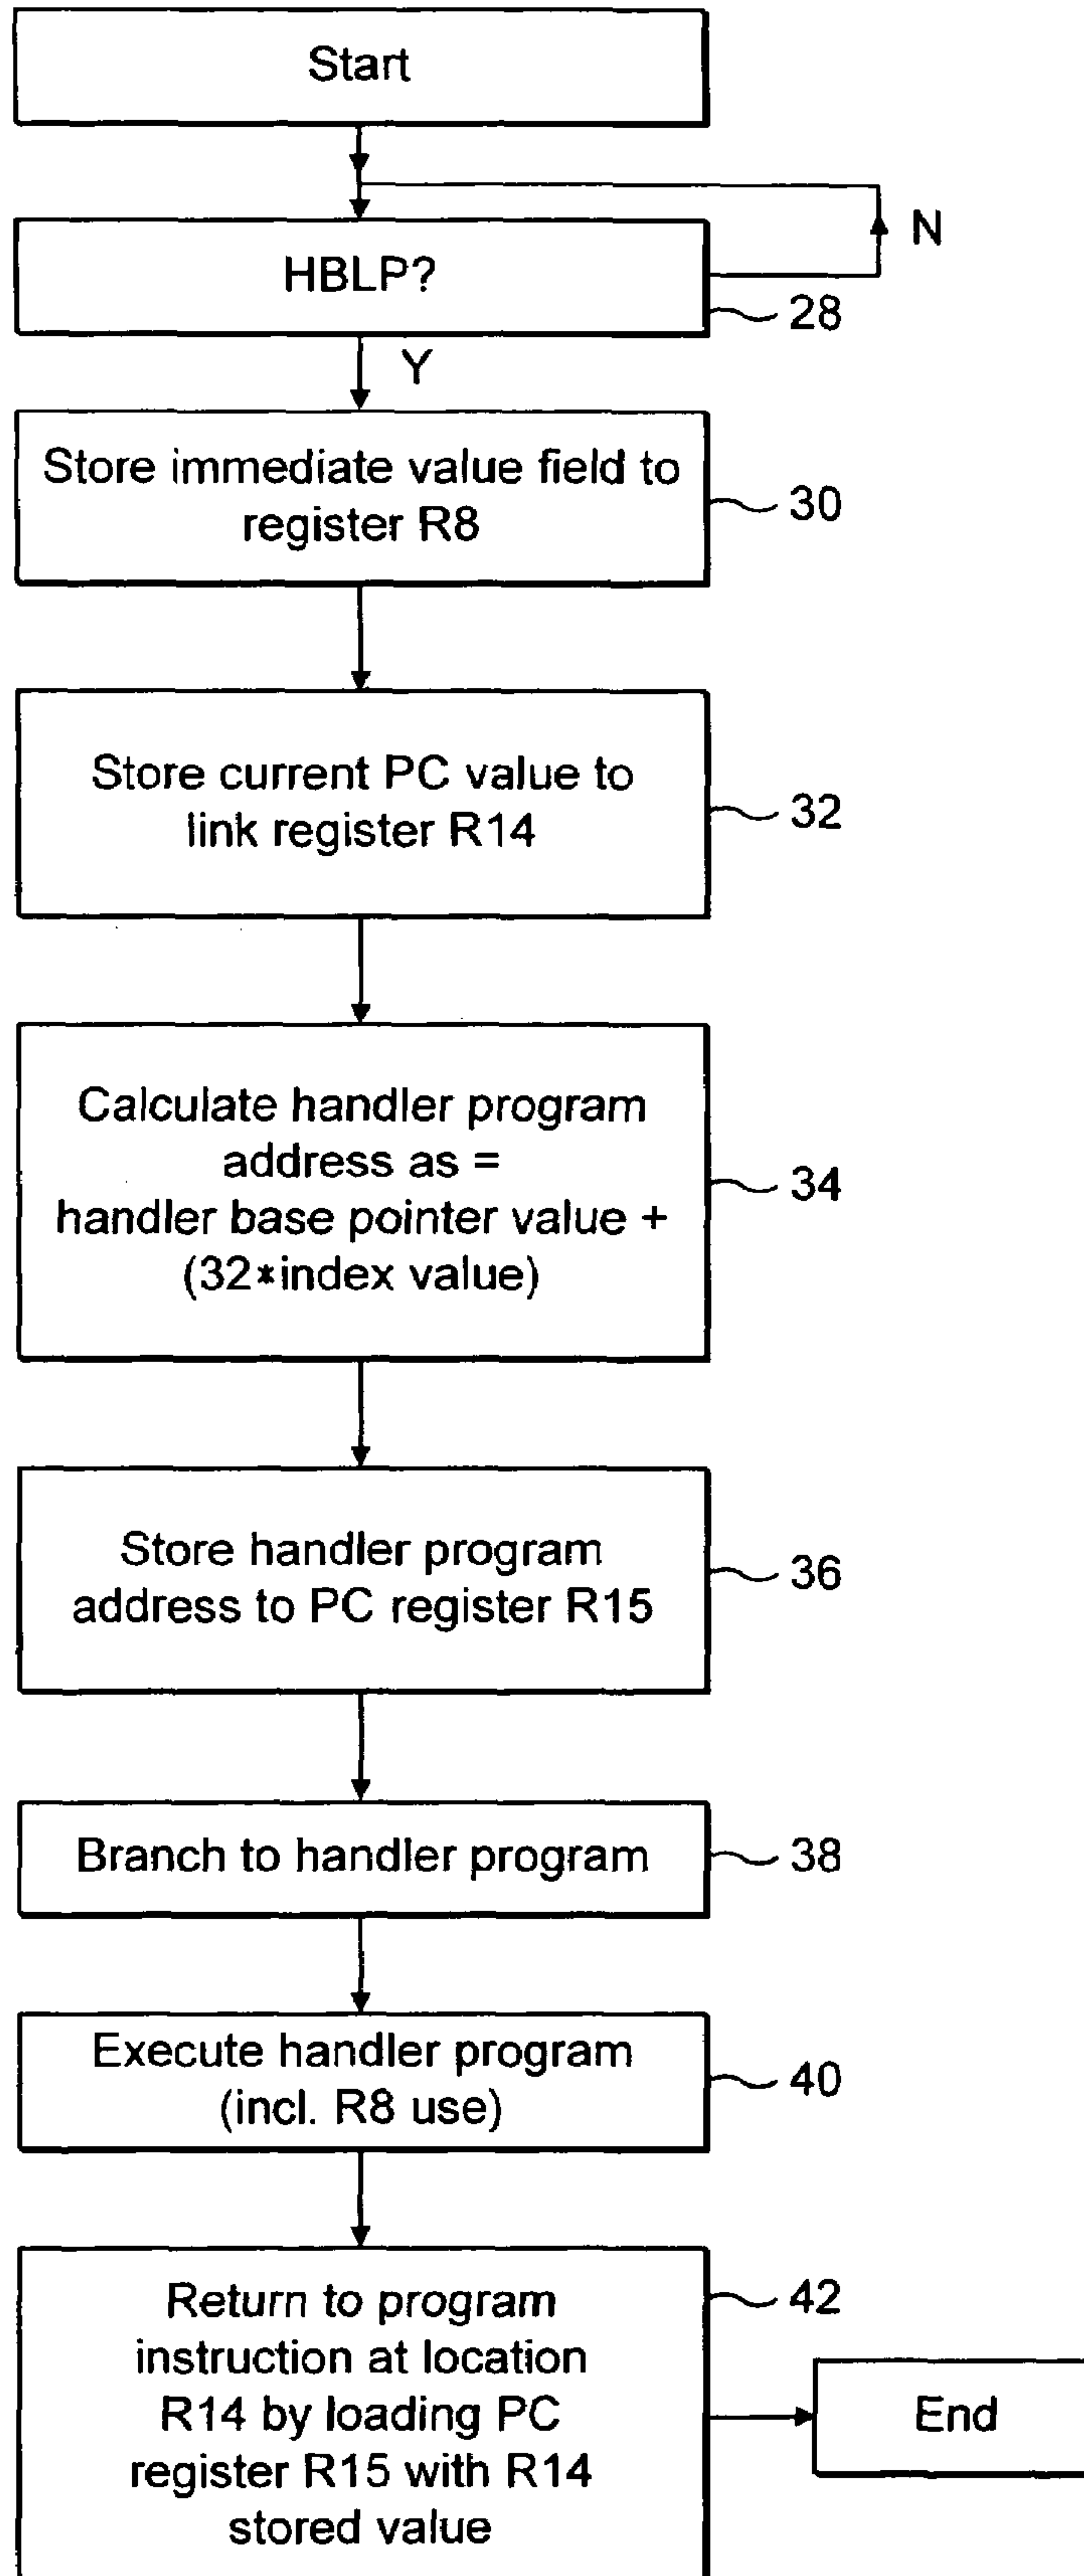 Start
N
HBLP?
28
Y
Store immediate value field to
register R8
30
Store current PC value to
link register R14
32
Calculate handler program
address as =
handler base pointer value +
(32*index value)
34
Store handler program
address to PC register R15
36
Branch to handler program
38
Execute handler program
(incl. R8 use)
40
Return to program
instruction at location
R14 by loading PC
register R15 with R14
stored value
42
End